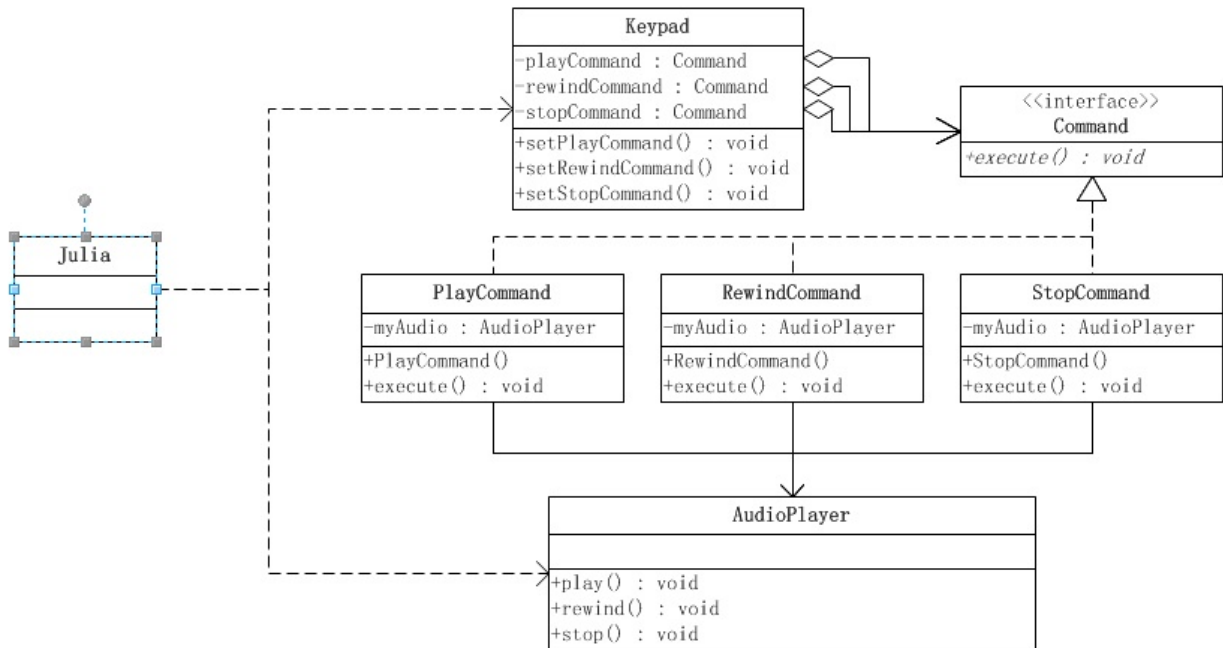 Keypad
-playCommand : Command
-rewindCommand : Command
-stopCommand : Command
+setPlayCommand() : void
+setRewindCommand() : void
+setStopCommand() : void
<<interface>>
Command
+execute() : void
Julia
PlayCommand
-myAudio : AudioPlayer
+PlayCommand()
+execute() : void
RewindCommand
-myAudio : AudioPlayer
+RewindCommand()
+execute() : void
StopCommand
-myAudio : AudioPlayer
+StopCommand()
+execute() : void
AudioPlayer
+play() : void
+rewind() : void
+stop() : void